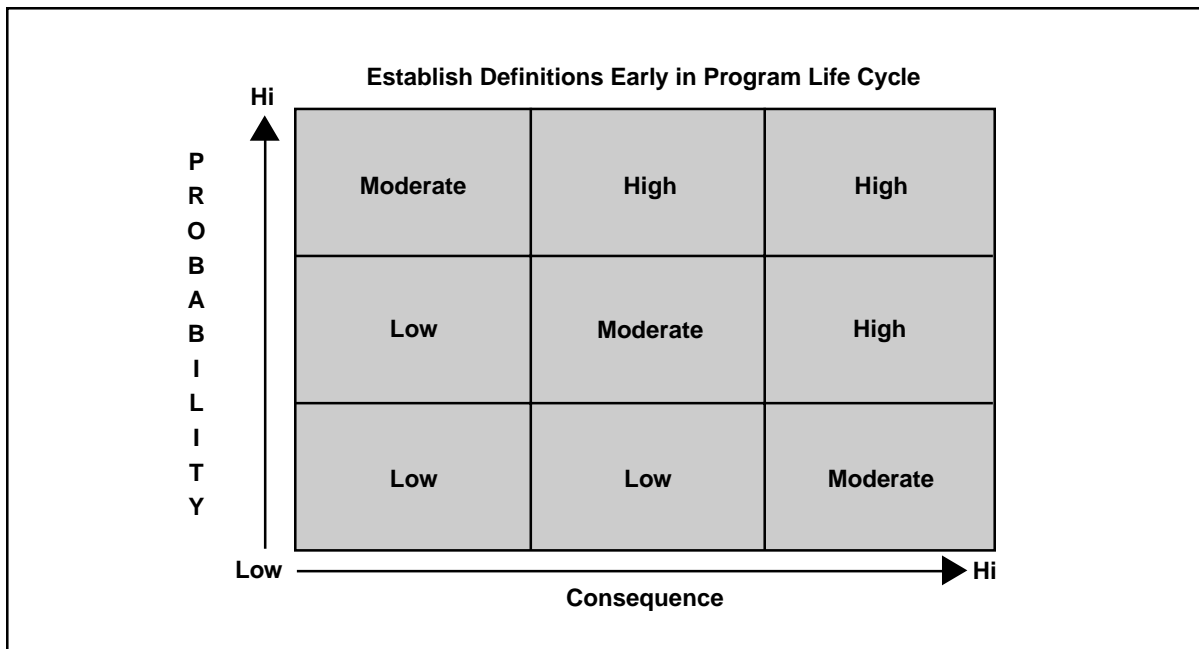 Establish Definitions Early in Program Life Cycle
Hi
PROBABILITY
Moderate High High
Low Moderate High
Low Low Moderate
Low
Hi
Consequence